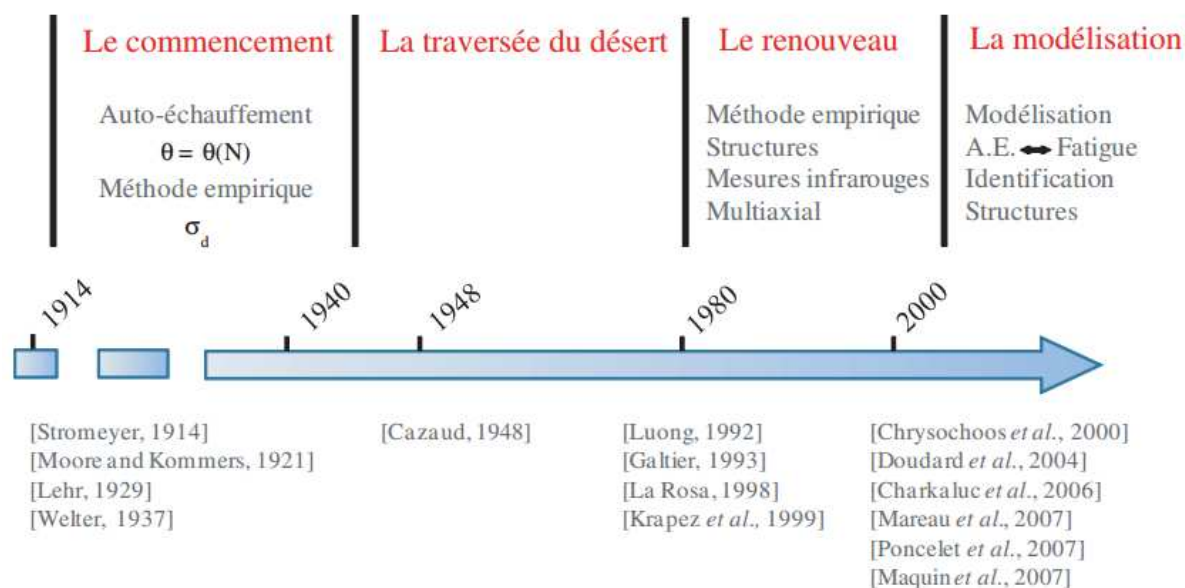 Le commencement
La traversée du désert
Le renouveau
La modélisation
Auto-échauffement
θ = θ(N)
Méthode empirique
σd
Méthode empirique
Structures
Mesures infrarouges
Multiaxial
Modélisation
A.E. ↔ Fatigue
Identification
Structures
1914
1940
1948
1980
2000
[Stromeyer, 1914]
[Moore and Kommers, 1921]
[Lehr, 1929]
[Welter, 1937]
[Cazaud, 1948]
[Luong, 1992]
[Galtier, 1993]
[La Rosa, 1998]
[Krapez et al., 1999]
[Chrysochoos et al., 2000]
[Doudard et al., 2004]
[Charkaluc et al., 2006]
[Mareau et al., 2007]
[Poncelet et al., 2007]
[Maquin et al., 2007]